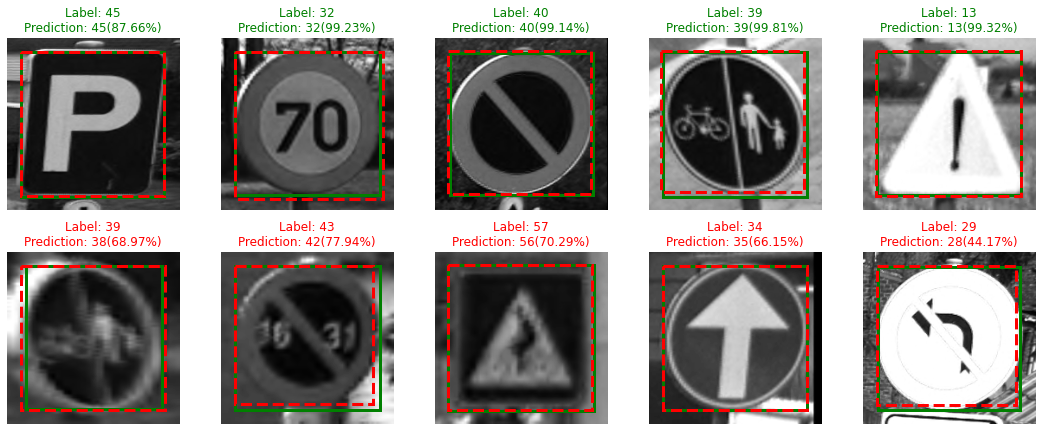 Label: 45
Prediction: 45(87.66%)
Label: 32
Prediction: 32(99.23%)
Label: 40
Prediction: 40(99.14%)
Label: 39
Prediction: 39(99.81%)
Label: 13
Prediction: 13(99.32%)
P
70
!
Label: 39
Prediction: 38(68.97%)
Label: 43
Prediction: 42(77.94%)
Label: 57
Prediction: 56(70.29%)
Label: 34
Prediction: 35(66.15%)
Label: 29
Prediction: 28(44.17%)
31